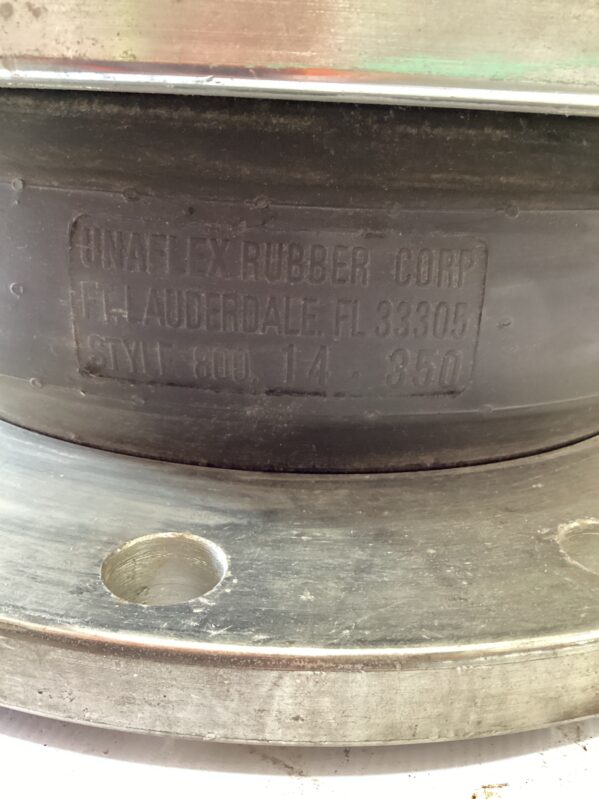 UNAFLEX RUBBER CORP
FT. LAUDERDALE, FL 33305
STYLE 800 14 350